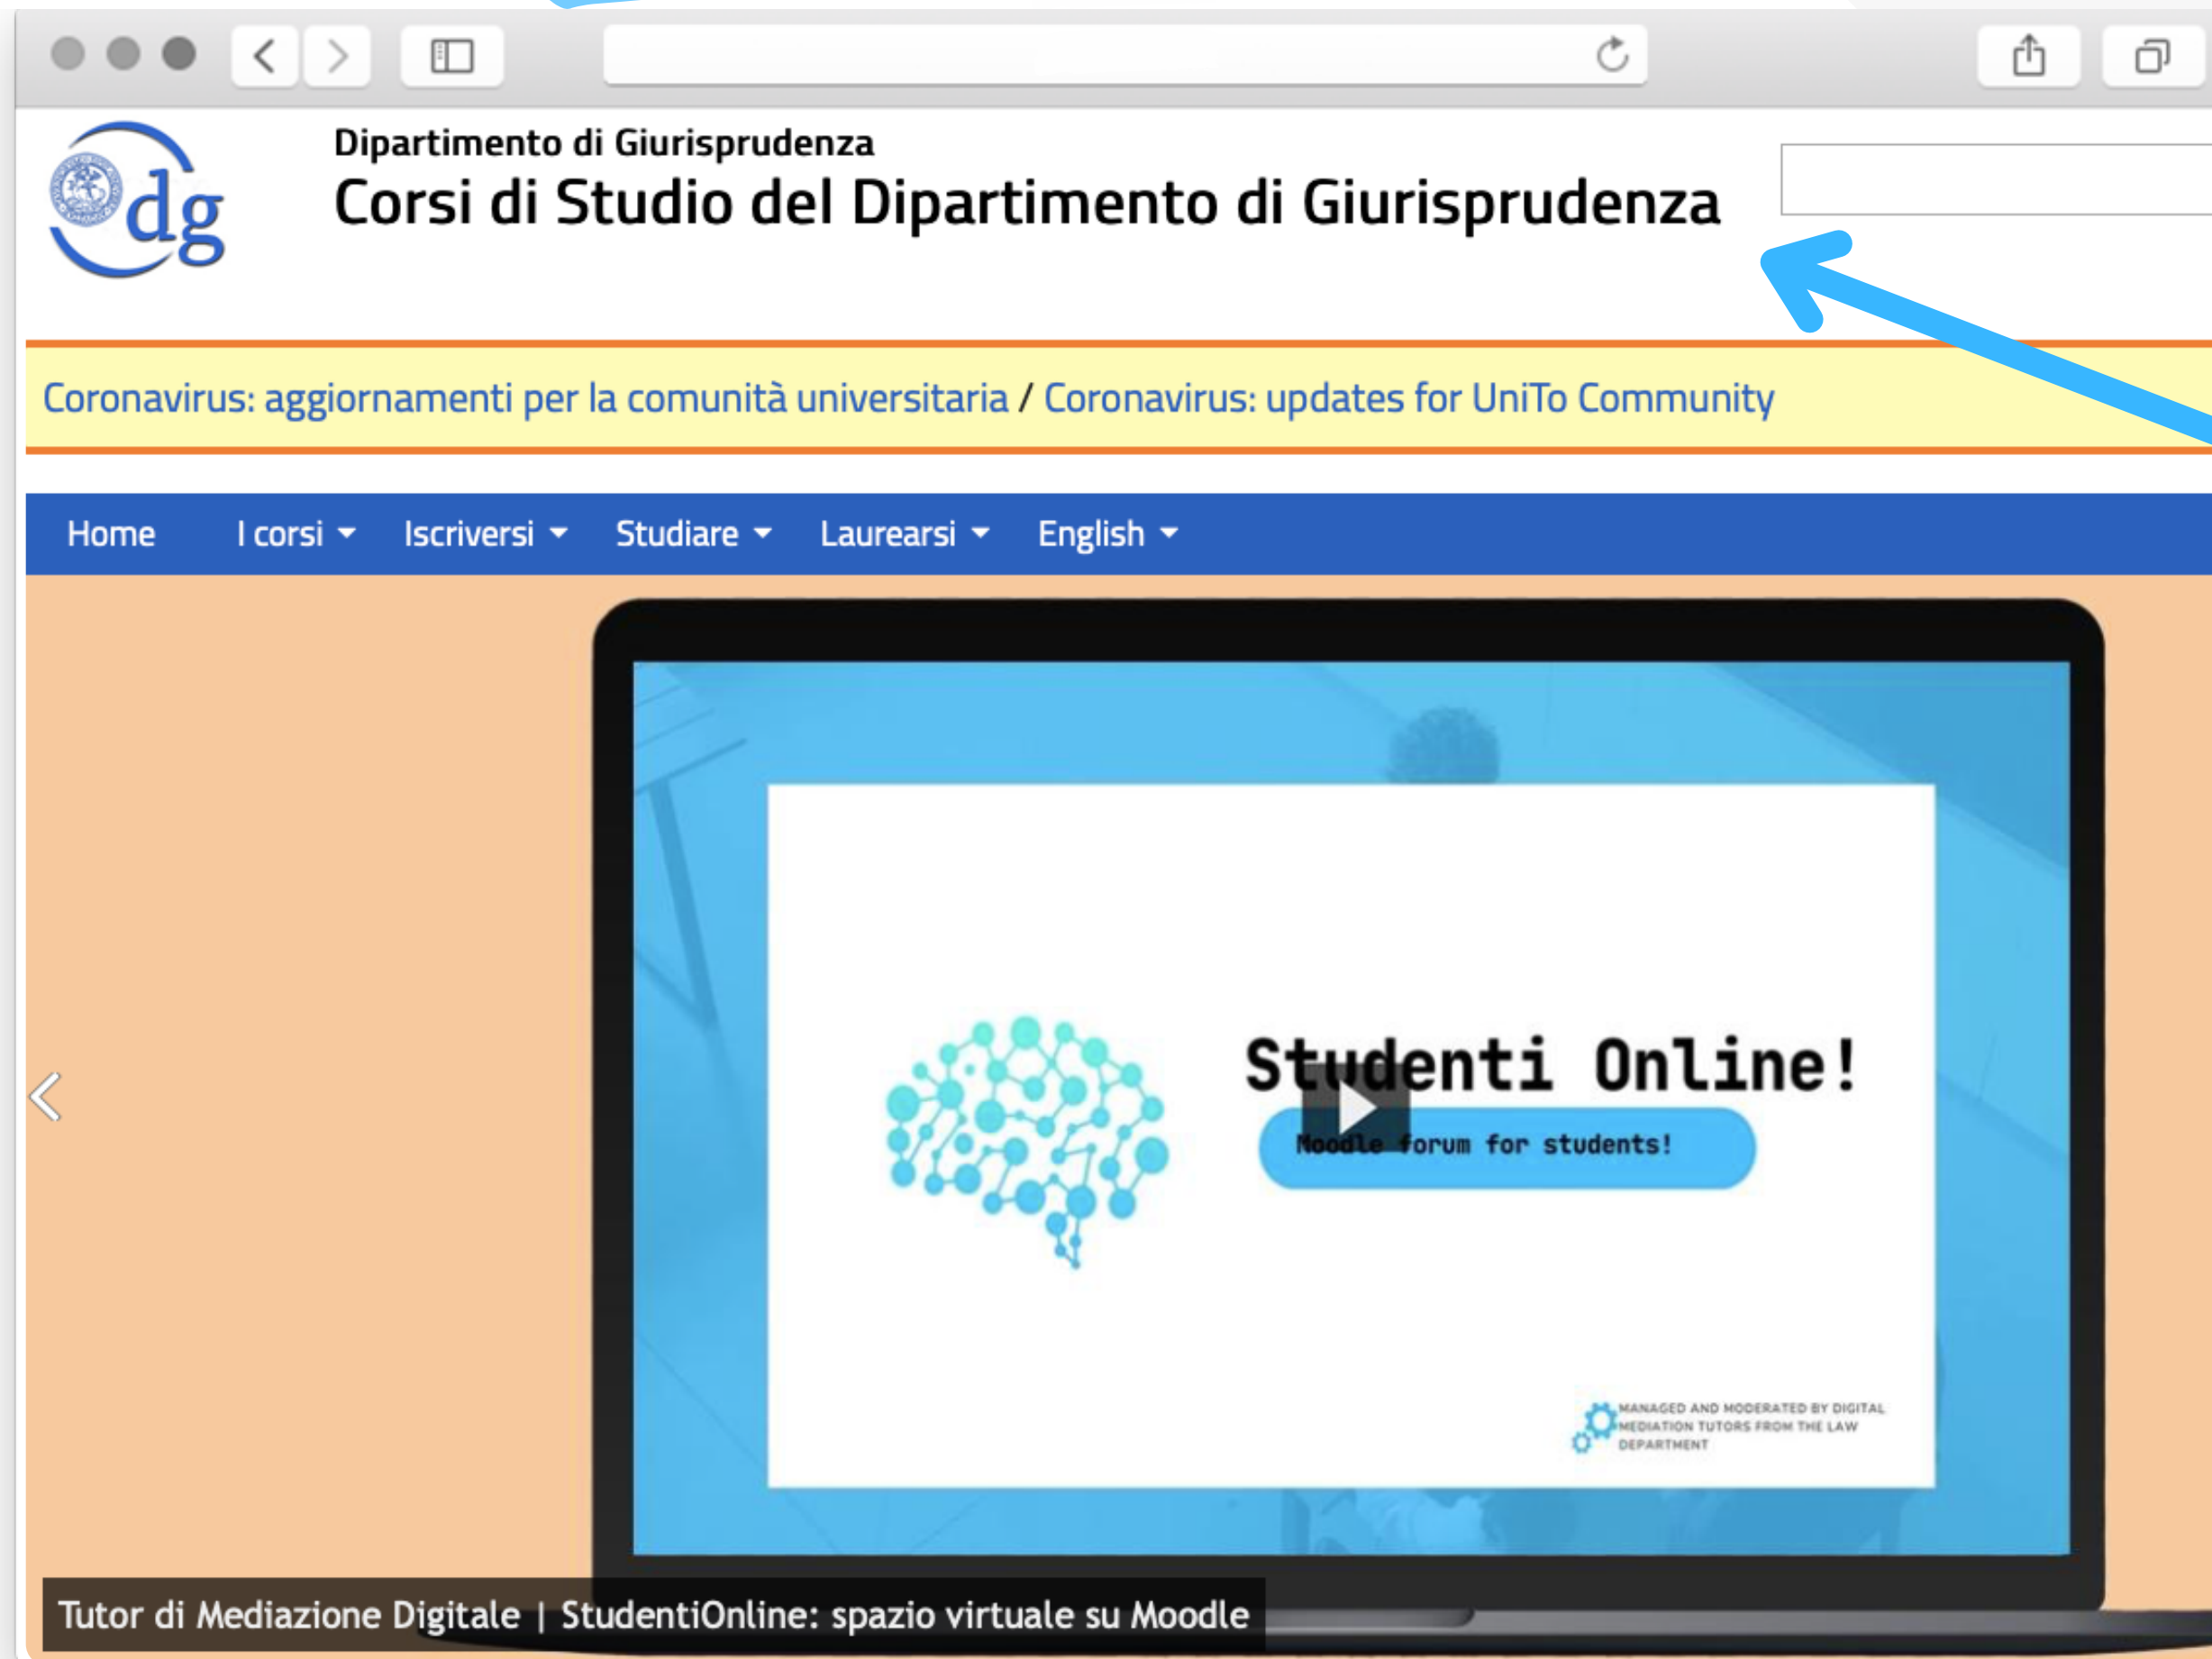 dg
Dipartimento di Giurisprudenza
Corsi di Studio del Dipartimento di Giurisprudenza
Coronavirus: aggiornamenti per la comunità universitaria / Coronavirus: updates for UniTo Community
Home I corsi Iscriversi Studiare Laurearsi English
Studenti Online!
Moodle forum for students!
MANAGED AND MODERATED BY DIGITAL
MEDIATION TUTORS FROM THE LAW
DEPARTMENT
Tutor di Mediazione Digitale | StudentiOnline: spazio virtuale su Moodle